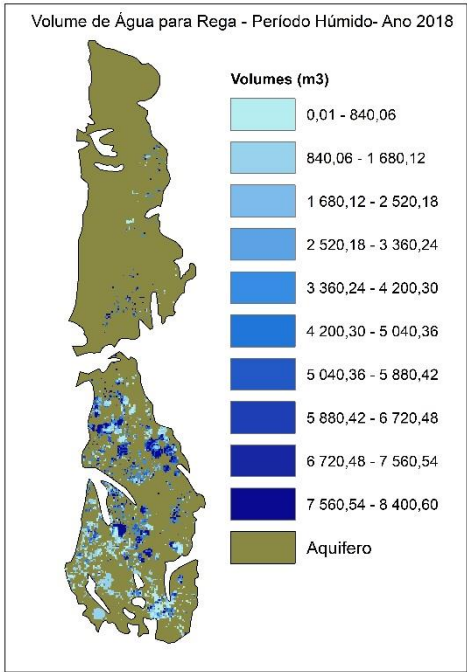 Volume de Água para Rega - Período Húmido- Ano 2018
Volumes (m3)
0,01 - 840,06
840,06 - 1 680,12
1 680,12 - 2 520,18
2 520,18 - 3 360,24
3 360,24 - 4 200,30
4 200,30 - 5 040,36
5 040,36 - 5 880,42
5 880,42 - 6 720,48
6 720,48 - 7 560,54
7 560,54 - 8 400,60
Aquifero